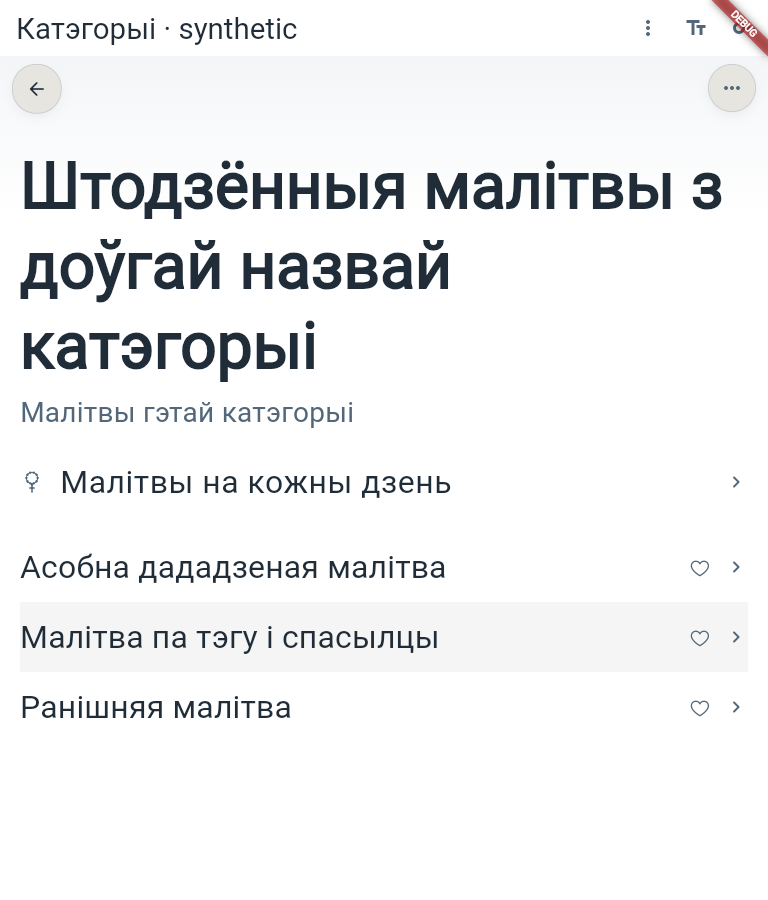 Катэгорыі · synthetic
DEBUG
Штодзённыя малітвы з
доўгай назвай
катэгорыі
Малітвы гэтай катэгорыі
Малітвы на кожны дзень
Асобна дададзеная малітва
Малітва па тэгу і спасылцы
Ранішняя малітва